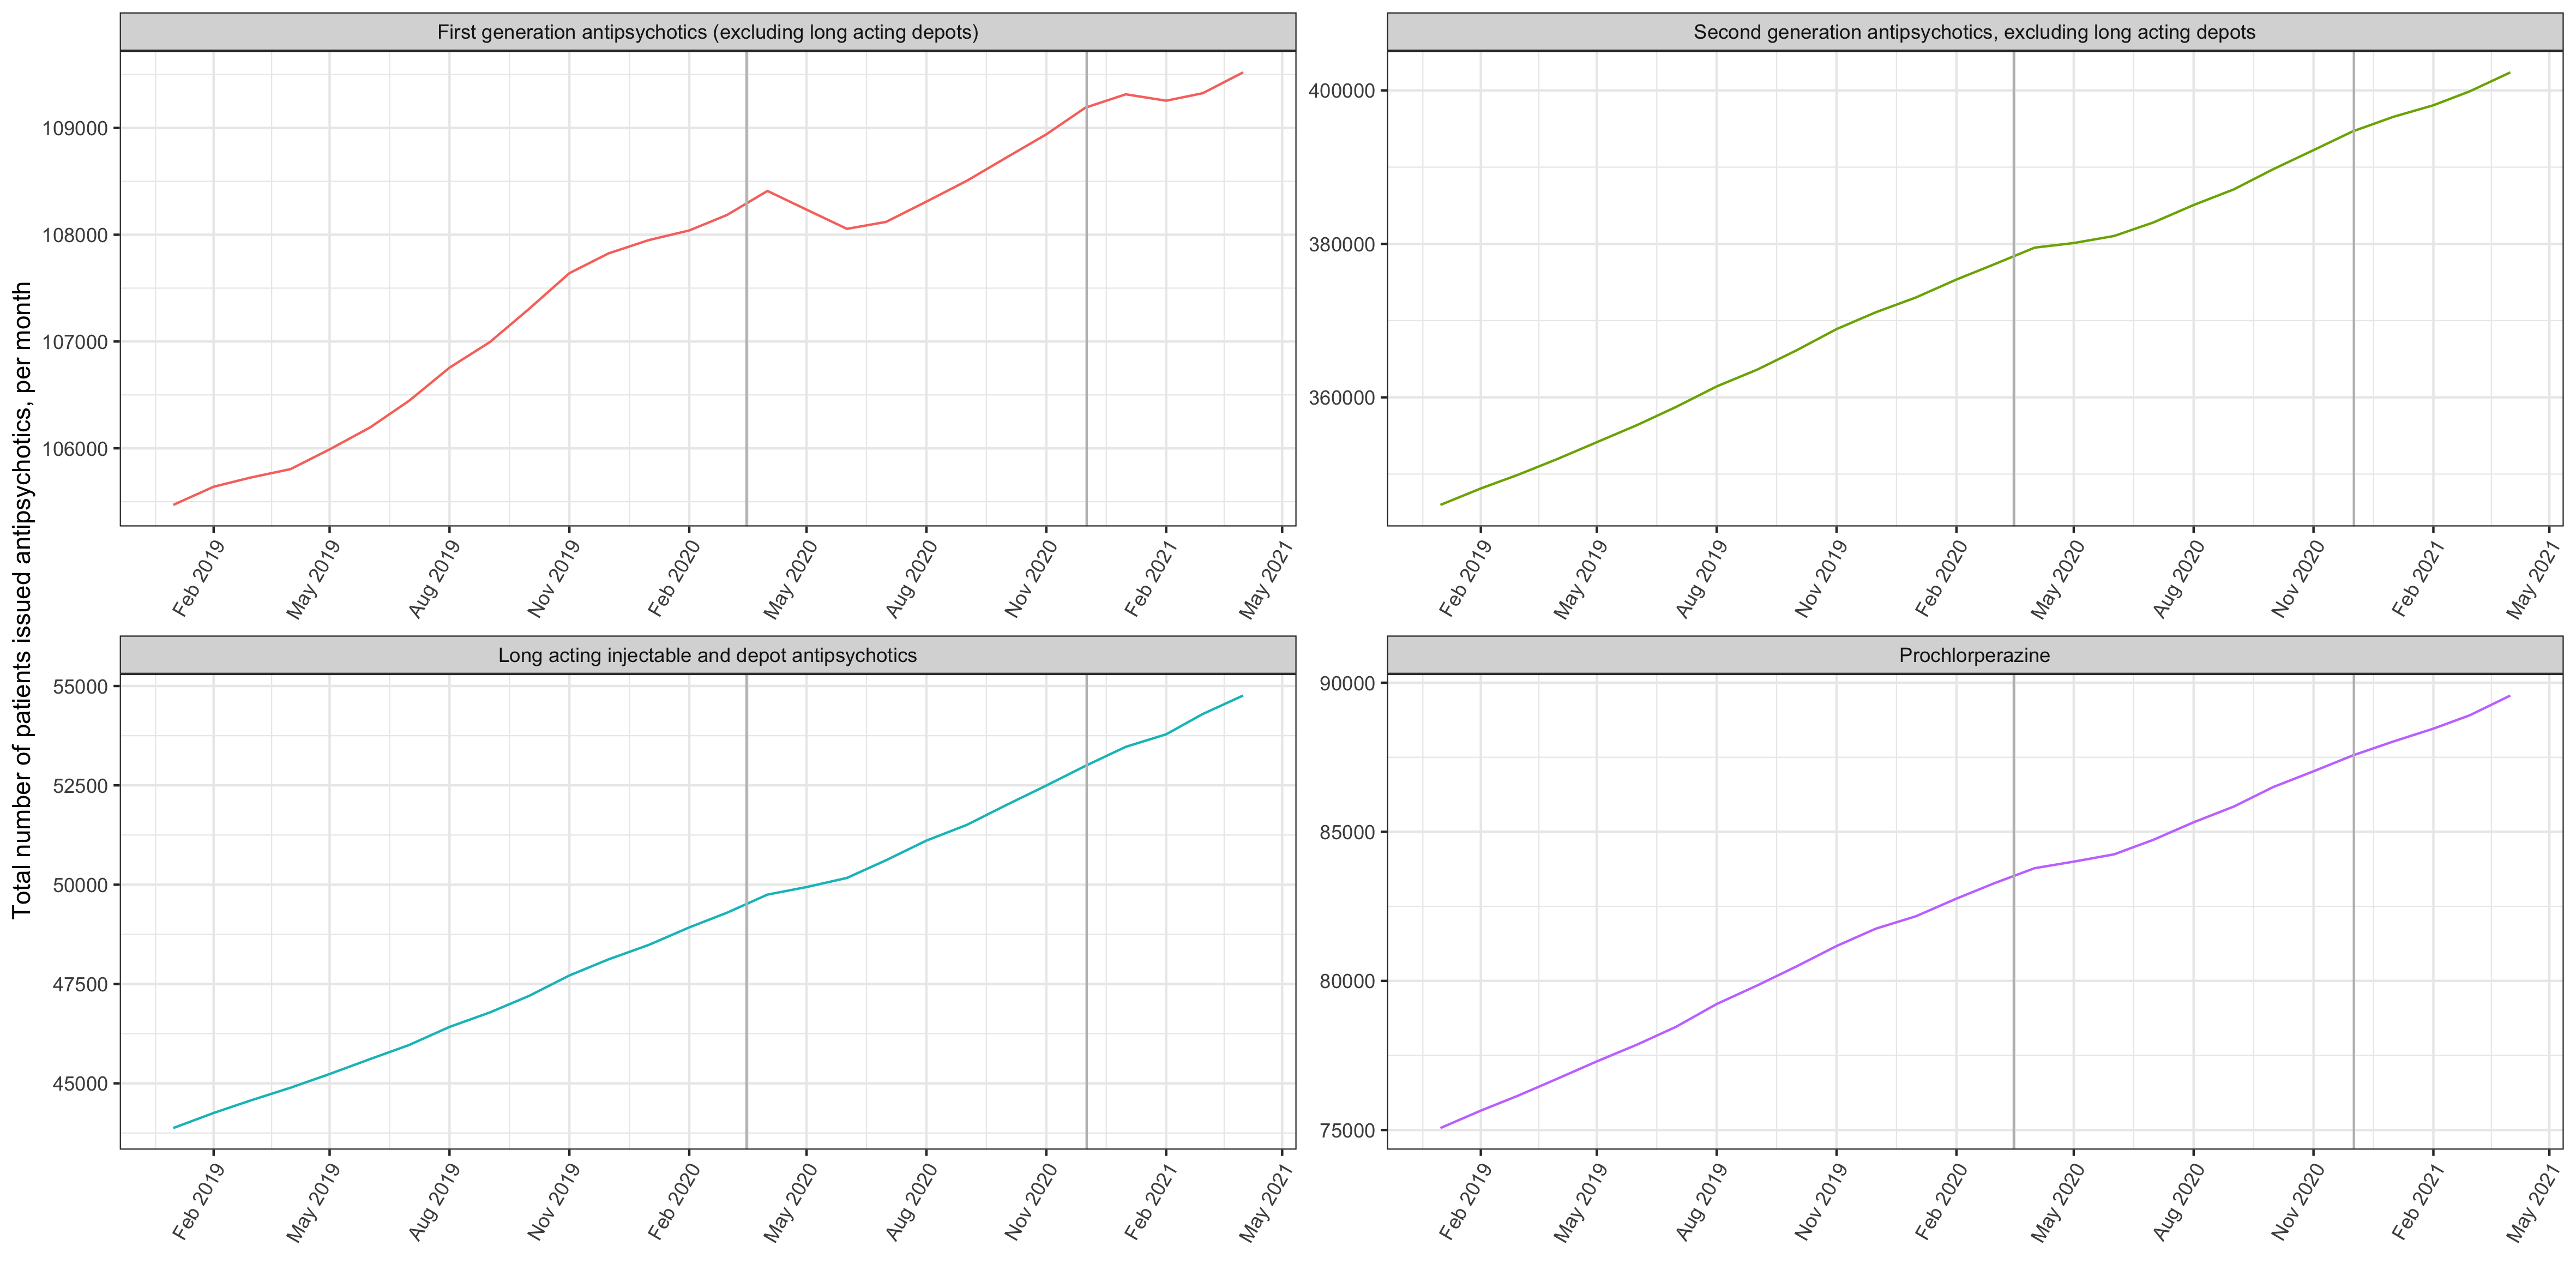 Total number of patients issued antipsychotics, per month
First generation antipsychotics (excluding long acting depots)
109000
108000
107000
106000
Feb 2019
May 2019
Aug 2019
Nov 2019
Feb 2020
May 2020
Aug 2020
Nov 2020
Feb 2021
May 2021
Second generation antipsychotics, excluding long acting depots
400000
380000
360000
Feb 2019
May 2019
Aug 2019
Nov 2019
Feb 2020
May 2020
Aug 2020
Nov 2020
Feb 2021
May 2021
Long acting injectable and depot antipsychotics
55000
52500
50000
47500
45000
Feb 2019
May 2019
Aug 2019
Nov 2019
Feb 2020
May 2020
Aug 2020
Nov 2020
Feb 2021
May 2021
Prochlorperazine
90000
85000
80000
75000
Feb 2019
May 2019
Aug 2019
Nov 2019
Feb 2020
May 2020
Aug 2020
Nov 2020
Feb 2021
May 2021